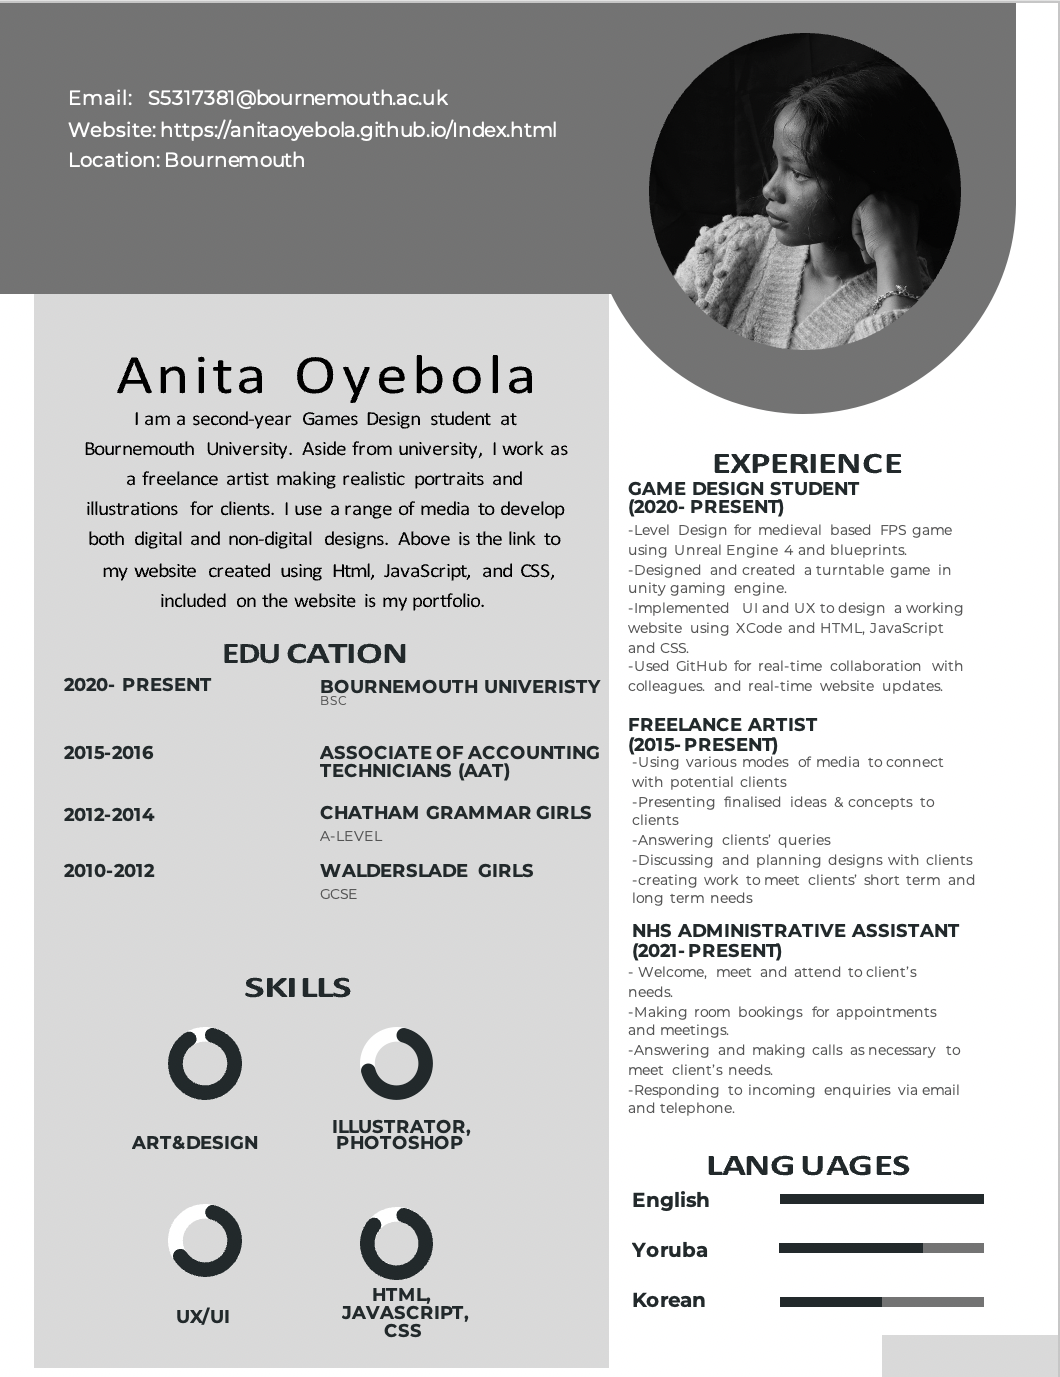 Email: S5317381@bournemouth.ac.uk
Website: https://anitaoyebola.github.io/Index.html
Location: Bournemouth
Anita Oyebola
I am a second-year Games Design student at
Bournemouth University. Aside from university, I work as
a freelance artist making realistic portraits and
illustrations for clients. I use a range of media to develop
both digital and non-digital designs. Above is the link to
my website created using Html, JavaScript, and CSS,
included on the website is my portfolio.
EDUCATION
2020- PRESENT
BOURNEMOUTH UNIVERISTY
BSC
2015-2016
ASSOCIATE OF ACCOUNTING
TECHNICIANS (AAT)
2012-2014
CHATHAM GRAMMAR GIRLS
A-LEVEL
2010-2012
WALDERSLADE GIRLS
GCSE
SKILLS
ART&DESIGN
ILLUSTRATOR,
PHOTOSHOP
UX/UI
HTML,
JAVASCRIPT,
CSS
EXPERIENCE
GAME DESIGN STUDENT
(2020- PRESENT)
-Level Design for medieval based FPS game
using Unreal Engine 4 and blueprints.
-Designed and created a turntable game in
unity gaming engine.
-Implemented UI and UX to design a working
website using XCode and HTML, JavaScript
and CSS.
-Used GitHub for real-time collaboration with
colleagues. and real-time website updates.
FREELANCE ARTIST
(2015- PRESENT)
-Using various modes of media to connect
with potential clients
-Presenting finalised ideas & concepts to
clients
-Answering clients’ queries
-Discussing and planning designs with clients
-creating work to meet clients’ short term and
long term needs
NHS ADMINISTRATIVE ASSISTANT
(2021- PRESENT)
- Welcome, meet and attend to client’s
needs.
-Making room bookings for appointments
and meetings.
-Answering and making calls as necessary to
meet client’s needs.
-Responding to incoming enquiries via email
and telephone.
LANGUAGES
English
Yoruba
Korean